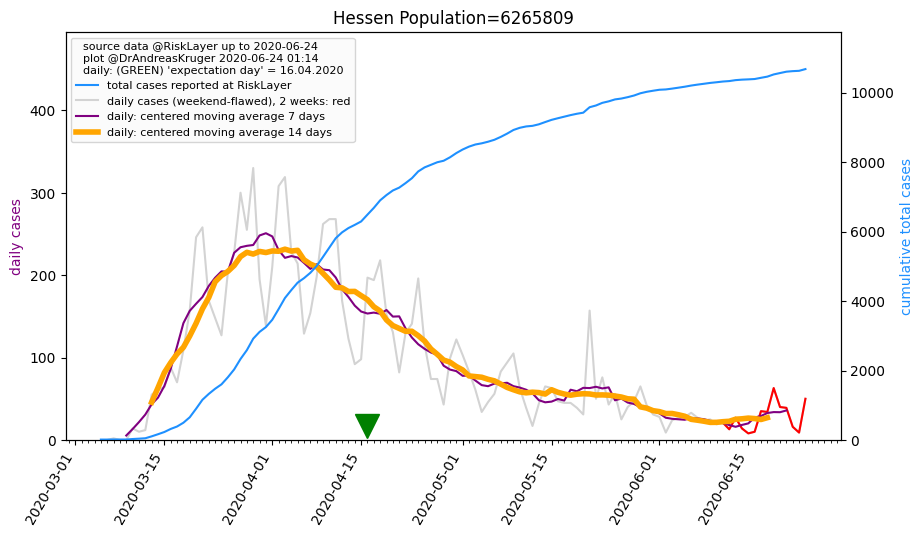 Hessen Population=6265809
source data @RiskLayer up to 2020-06-24
plot @DrAndreasKruger 2020-06-24 01:14
daily: (GREEN) 'expectation day' = 16.04.2020
total cases reported at RiskLayer
daily cases (weekend-flawed), 2 weeks: red
daily: centered moving average 7 days
daily: centered moving average 14 days
daily cases
400
300
200
100
0
cumulative total cases
10000
8000
6000
4000
2000
0
2020-03-01
2020-03-15
2020-04-01
2020-04-15
2020-05-01
2020-05-15
2020-06-01
2020-06-15